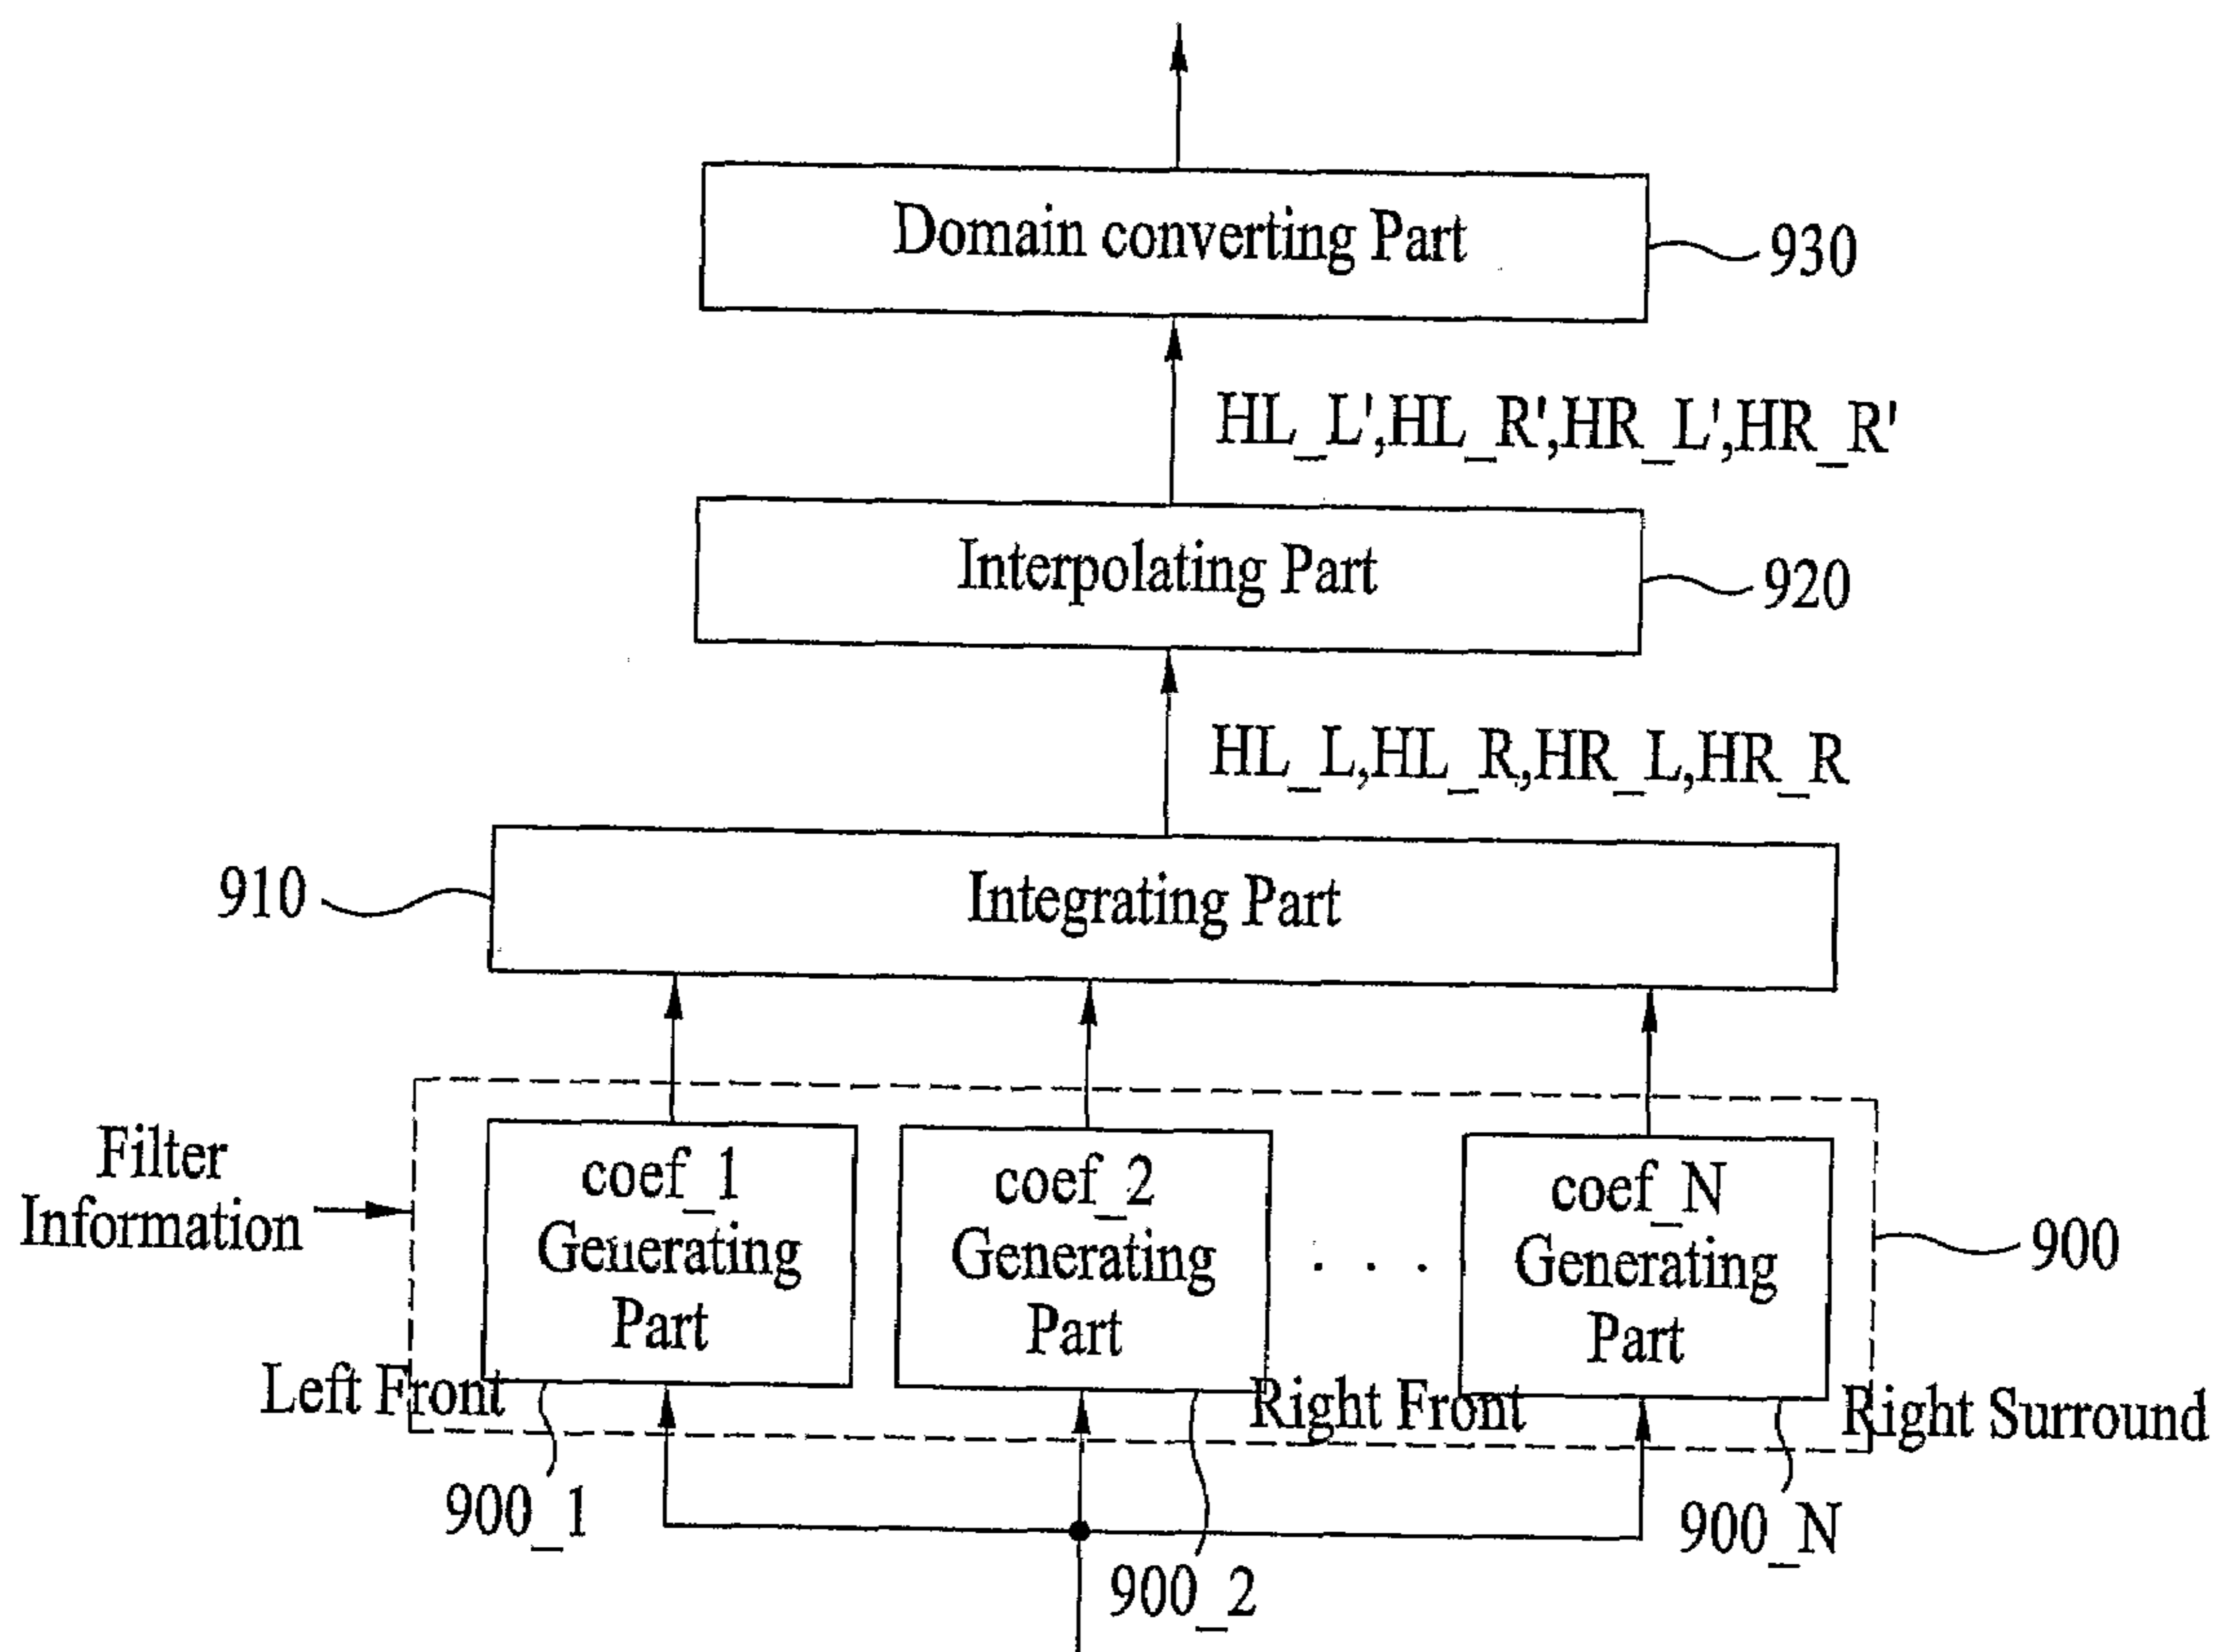 Domain converting Part
930
HL_L',HL_R',HR_L',HR_R'
Interpolating Part
920
HL_L,HL_R,HR_L,HR_R
910
Integrating Part
Filter
Information
coef_1
Generating
Part
coef_2
Generating
Part
. . .
coef_N
Generating
Part
900
Left Front
Right Front
Right Surround
900_1
900_2
900_N